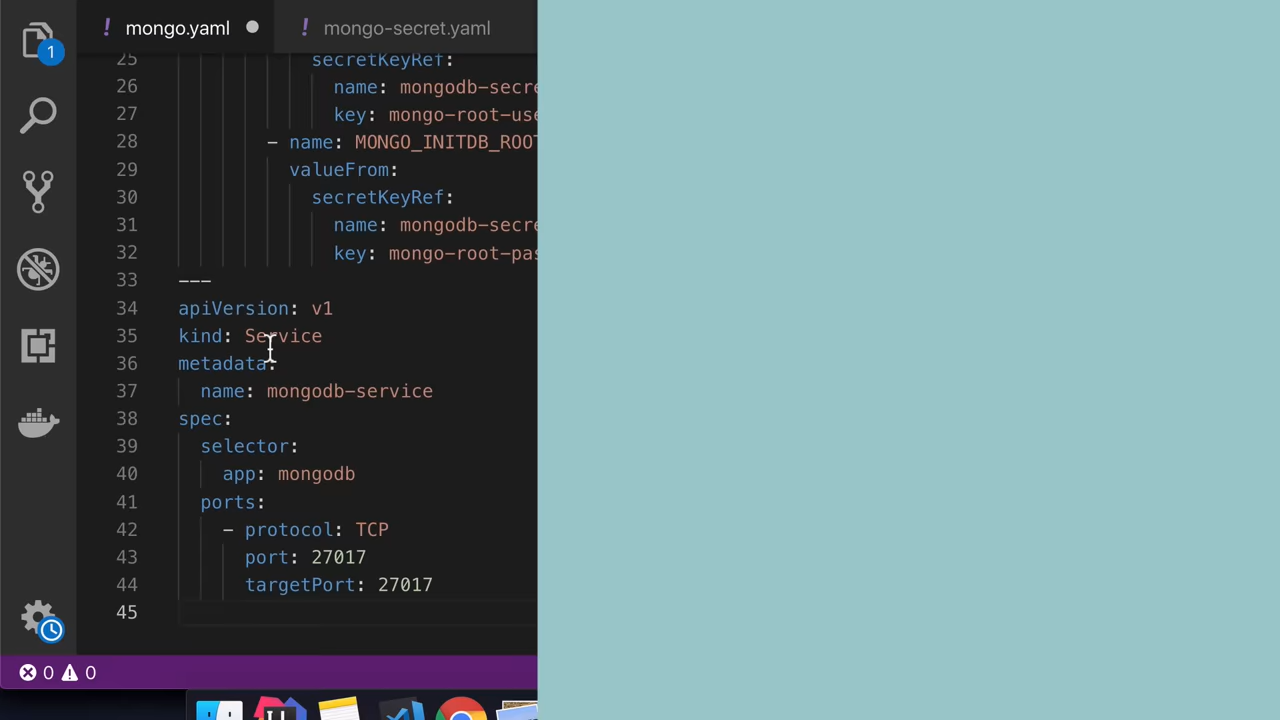 1
! mongo.yaml
! mongo-secret.yaml
25 secretKeyRef:
26 name: mongodb-secre
27 key: mongo-root-use
28 - name: MONGO_INITDB_ROOT
29 valueFrom:
30 secretKeyRef:
31 name: mongodb-secre
32 key: mongo-root-pas
33 ---
34 apiVersion: v1
35 kind: Service
36 metadata:
37 name: mongodb-service
38 spec:
39 selector:
40 app: mongodb
41 ports:
42 - protocol: TCP
43 port: 27017
44 targetPort: 27017
45
0 0